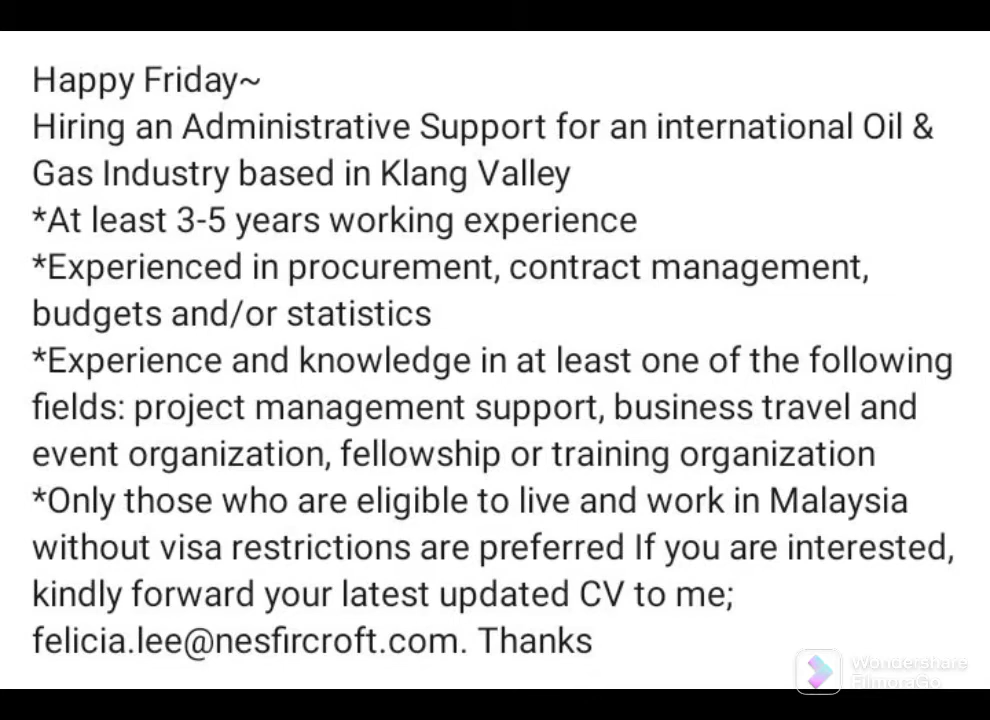 Happy Friday~
Hiring an Administrative Support for an international Oil &
Gas Industry based in Klang Valley
*At least 3-5 years working experience
*Experienced in procurement, contract management,
budgets and/or statistics
*Experience and knowledge in at least one of the following
fields: project management support, business travel and
event organization, fellowship or training organization
*Only those who are eligible to live and work in Malaysia
without visa restrictions are preferred If you are interested,
kindly forward your latest updated CV to me;
felicia.lee@nesfircroft.com. Thanks
Wondershare
FilmoraGo